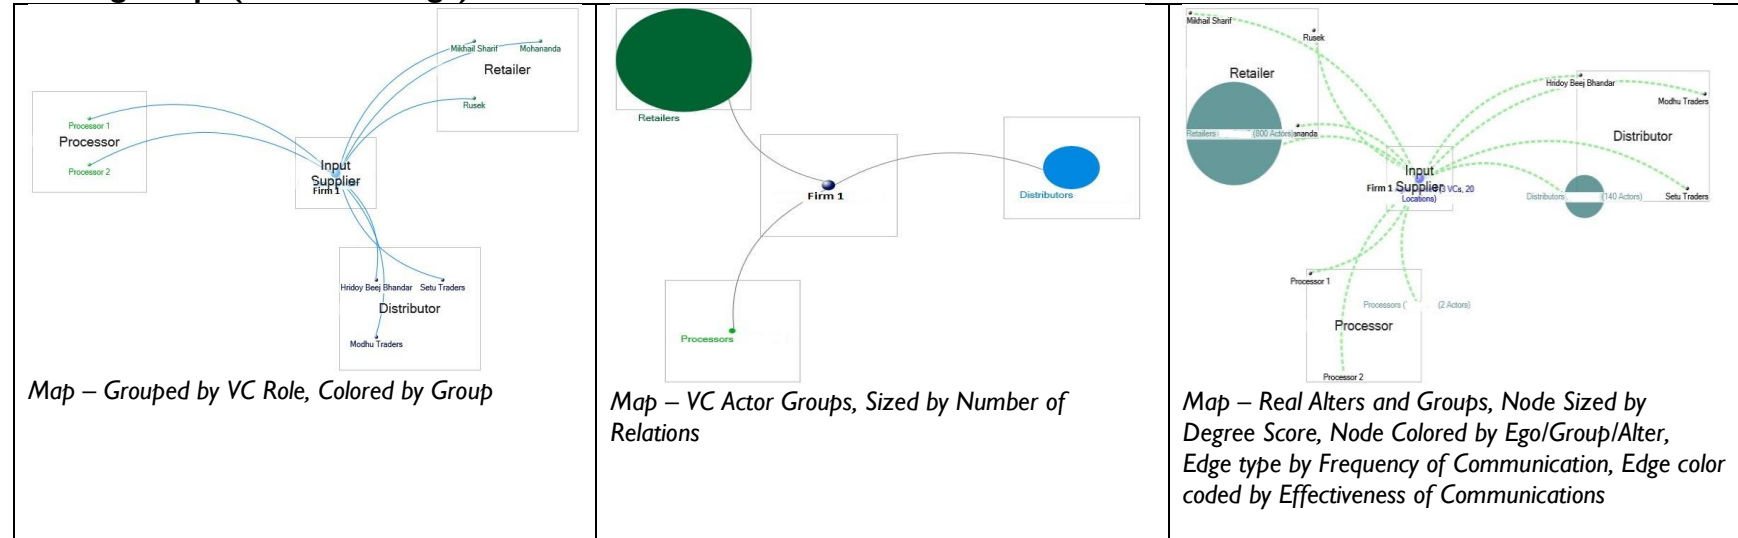 Mikhail Sharif Mohananda
Retailer
Rusek
Processor 1
Processor
Processor 2
Input
Supplier
Firm 1
Hridoy Beej Bhandar Setu Traders
Distributor
Modhu Traders
Map – Grouped by VC Role, Colored by Group
Retailers
Firm 1
Distributors
Processors
Map – VC Actor Groups, Sized by Number of
Relations
Mikhail Sharif
Rusek
Retailer
Retailers (800 Actors) ananda
Hridoy Beej Bhandar
Modhu Traders
Distributor
Input
Firm 1 Supplier 3 VCs, 20
Locations)
Distributors (140 Actors) Setu Traders
Processor 1
Processors ( (2 Actors)
Processor
Processor 2
Map – Real Alters and Groups, Node Sized by
Degree Score, Node Colored by Ego/Group/Alter,
Edge type by Frequency of Communication, Edge color
coded by Effectiveness of Communications